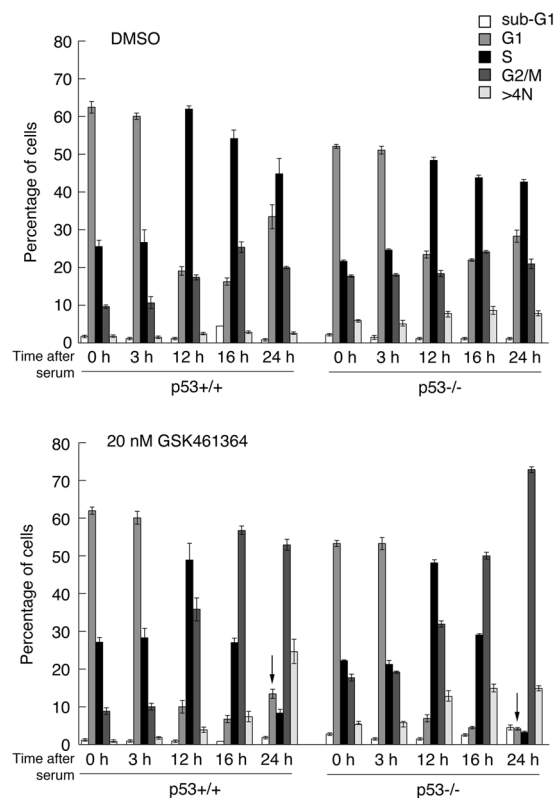 DMSO
sub-G1
G1
S
G2/M
>4N
Percentage of cells
80
70
60
50
40
30
20
10
0
Time after serum
0 h 3 h 12 h 16 h 24 h 0 h 3 h 12 h 16 h 24 h
p53+/+ p53-/-
20 nM GSK461364
Percentage of cells
80
70
60
50
40
30
20
10
0
Time after serum
0 h 3 h 12 h 16 h 24 h 0 h 3 h 12 h 16 h 24 h
p53+/+ p53-/-